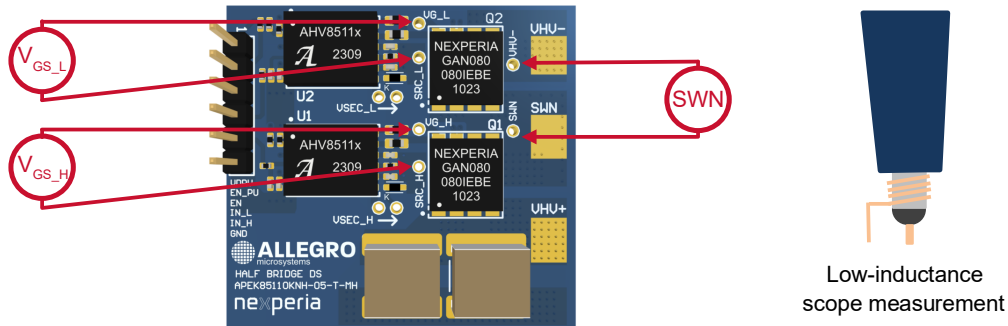 VGS_L
VGS_H
1
AHV8511x
A 2309
U2
VSEC_L
K
VG_L
SRC_L
Q2
NEXPERIA
GAN080
080IEBE
1023
VHV-
VHV-
U1
AHV8511x
A 2309
VSEC_H
K
VG_H
SRC_H
Q1
NEXPERIA
GAN080
080IEBE
1023
SWN
SWN
VHV+
SWN
EN_PU
EN
IN_L
IN_H
GND
ALLEGRO
microsystems
HALF BRIDGE DS
APEK85110KNH-05-T-MH
nexperia
Low-inductance
scope measurement